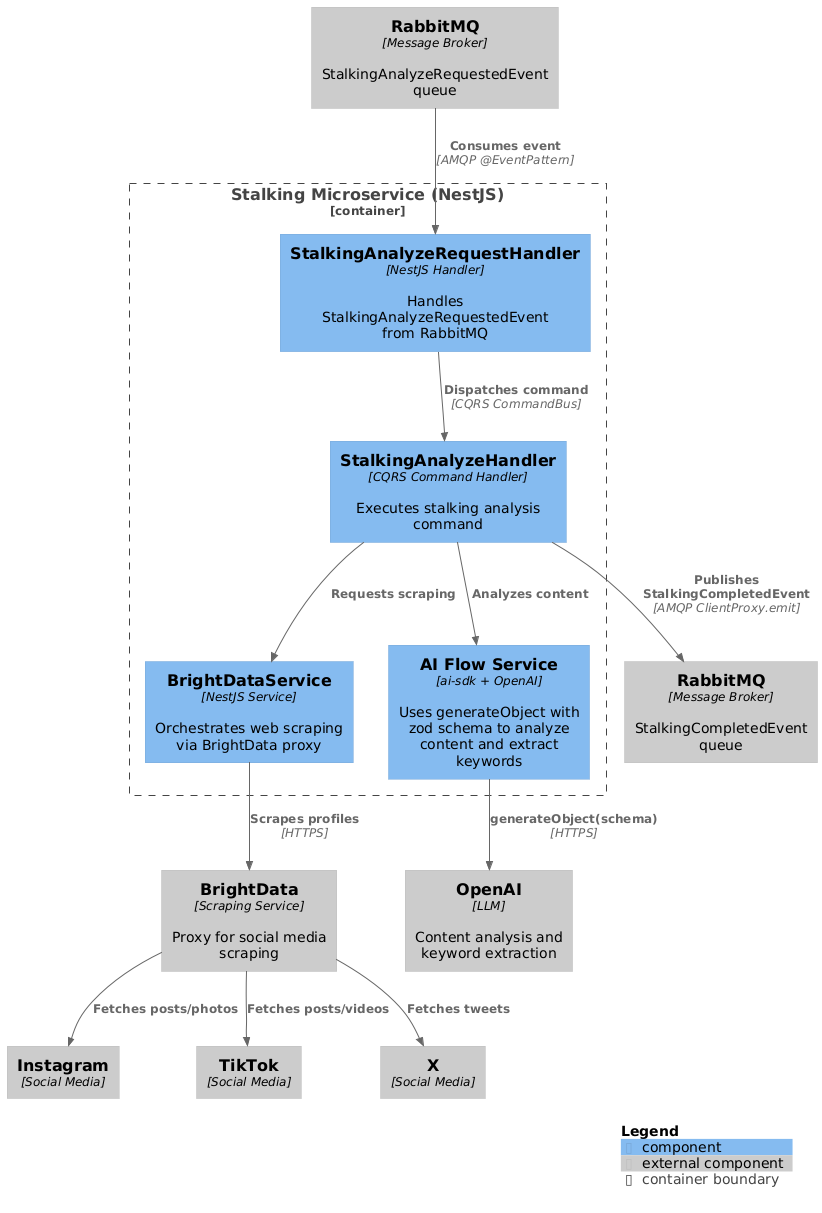 RabbitMQ
[Message Broker]
StalkingAnalyzeRequestedEvent
queue
Consumes event
[AMQP @EventPattern]
Stalking Microservice (NestJS)
[container]
StalkingAnalyzeRequestHandler
[NestJS Handler]
Handles
StalkingAnalyzeRequestedEvent
from RabbitMQ
Dispatches command
[CQRS CommandBus]
StalkingAnalyzeHandler
[CQRS Command Handler]
Executes stalking analysis
command
Requests scraping
Analyzes content
Publishes
StalkingCompletedEvent
[AMQP ClientProxy.emit]
BrightDataService
[NestJS Service]
Orchestrates web scraping
via BrightData proxy
AI Flow Service
[ai-sdk + OpenAI]
Uses generateObject with
zod schema to analyze
content and extract
keywords
RabbitMQ
[Message Broker]
StalkingCompletedEvent
queue
Scrapes profiles
[HTTPS]
generateObject(schema)
[HTTPS]
BrightData
[Scraping Service]
Proxy for social media
scraping
OpenAI
[LLM]
Content analysis and
keyword extraction
Fetches posts/photos
Fetches posts/videos
Fetches tweets
Instagram
[Social Media]
TikTok
[Social Media]
X
[Social Media]
Legend
component
external component
container boundary